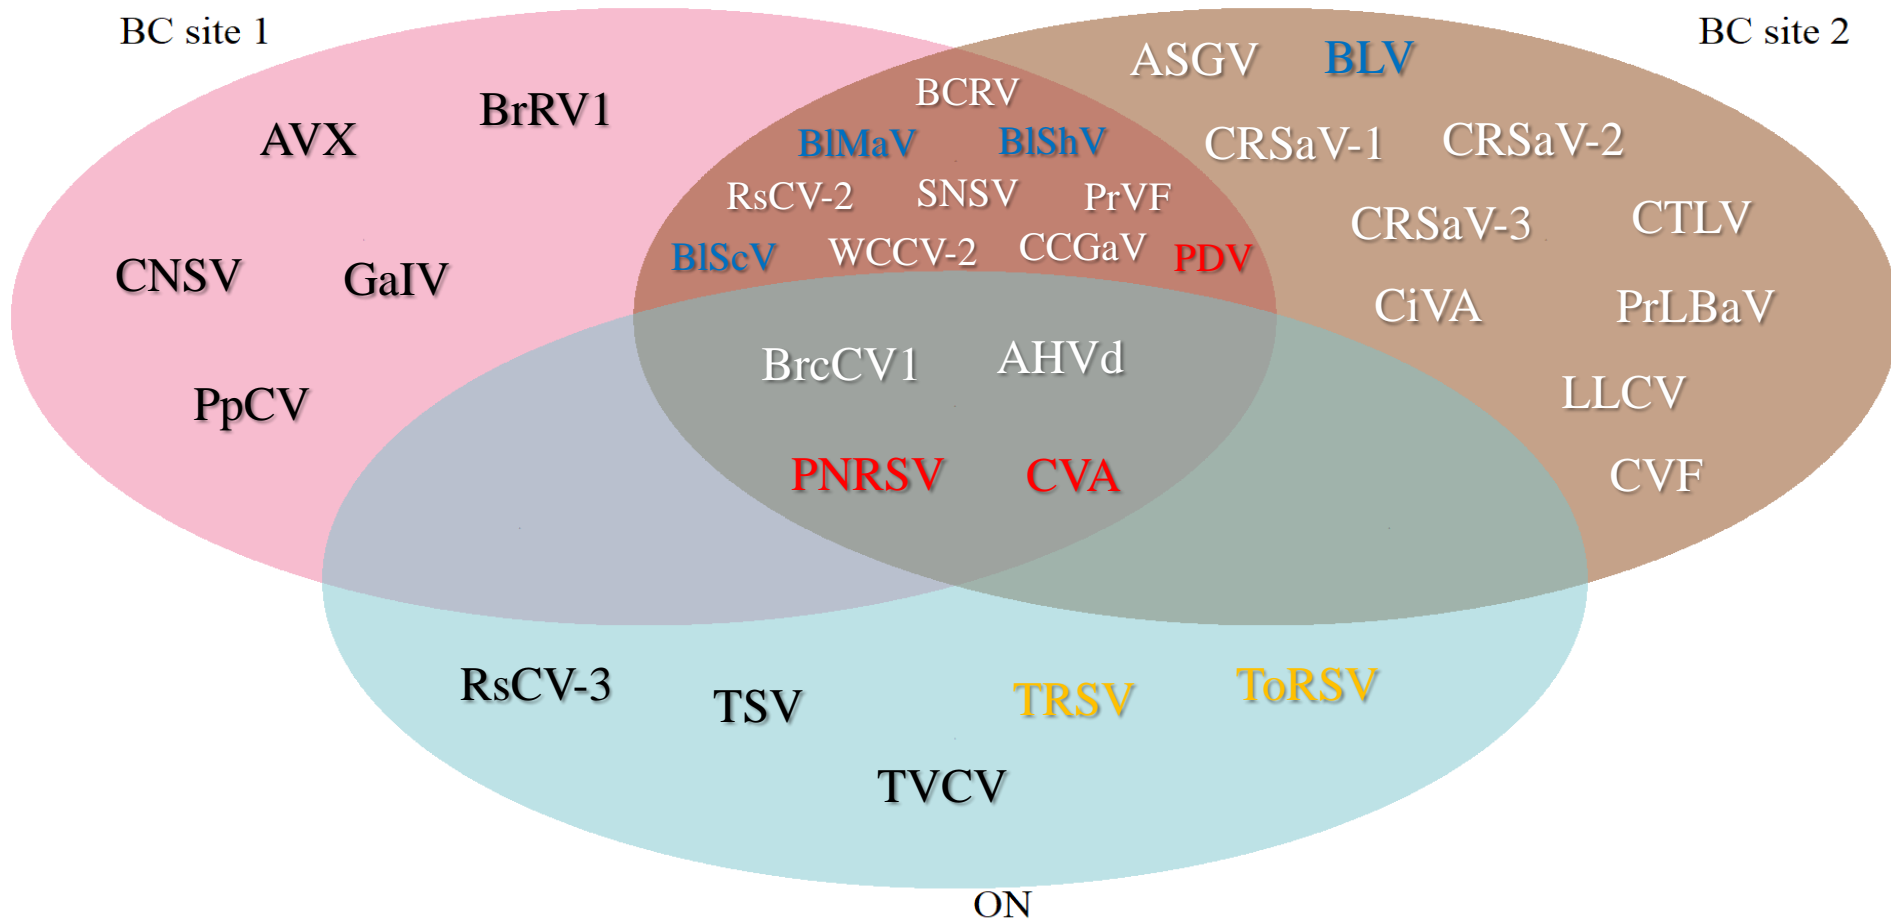 BC site 1
BC site 2
ASGV BLV
BCRV
BrRV1
AVX
BlMaV BlShV
CRSaV-1 CRSaV-2
RsCV-2 SNSV PrVF
CRSaV-3 CTLV
BlScV WCCV-2 CCGaV PDV
CNSV GaIV
CiVA PrLBaV
BrcCV1 AHVd
PpCV
LLCV
PNRSV CVA
CVF
RsCV-3 TSV TRSV ToRSV
TVCV
ON